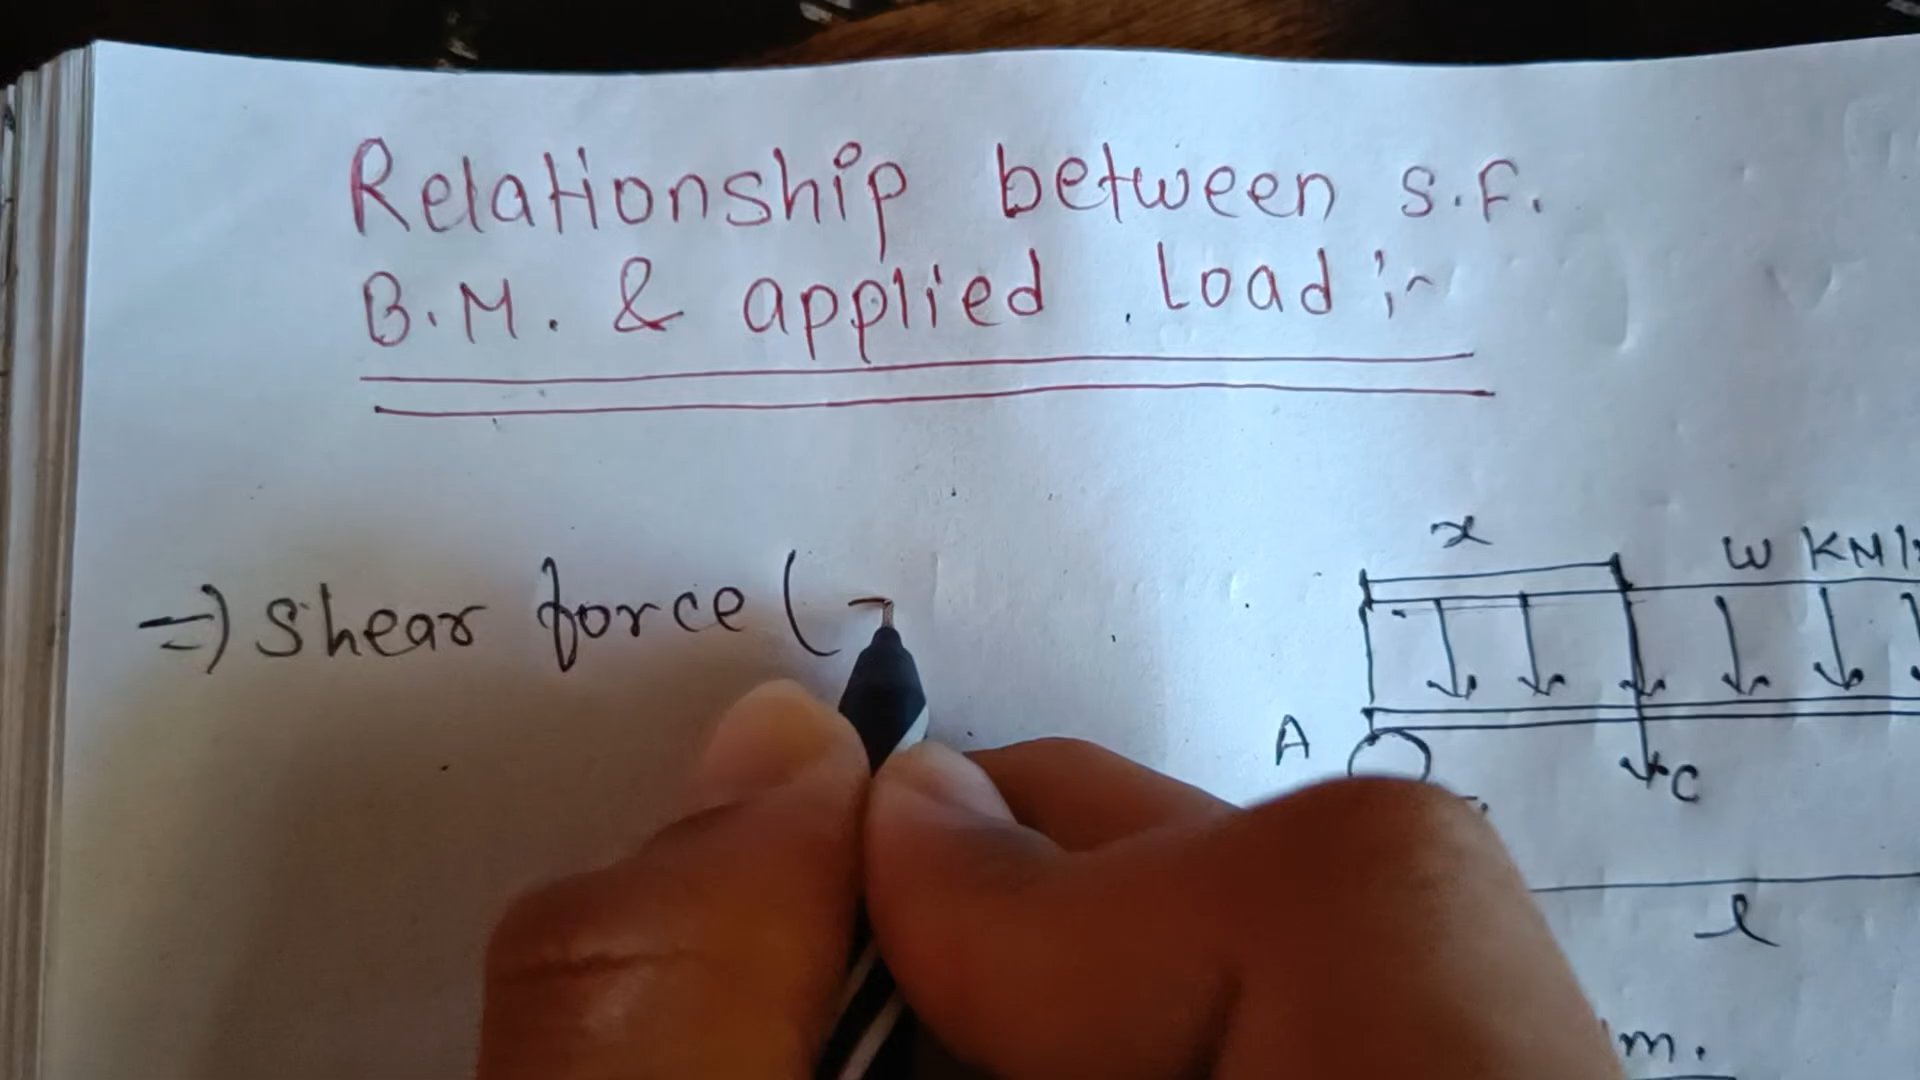 Relationship between S.F.
B.M. & applied Load :-
=) Shear force (
x
W KN/
A
C
l
m.